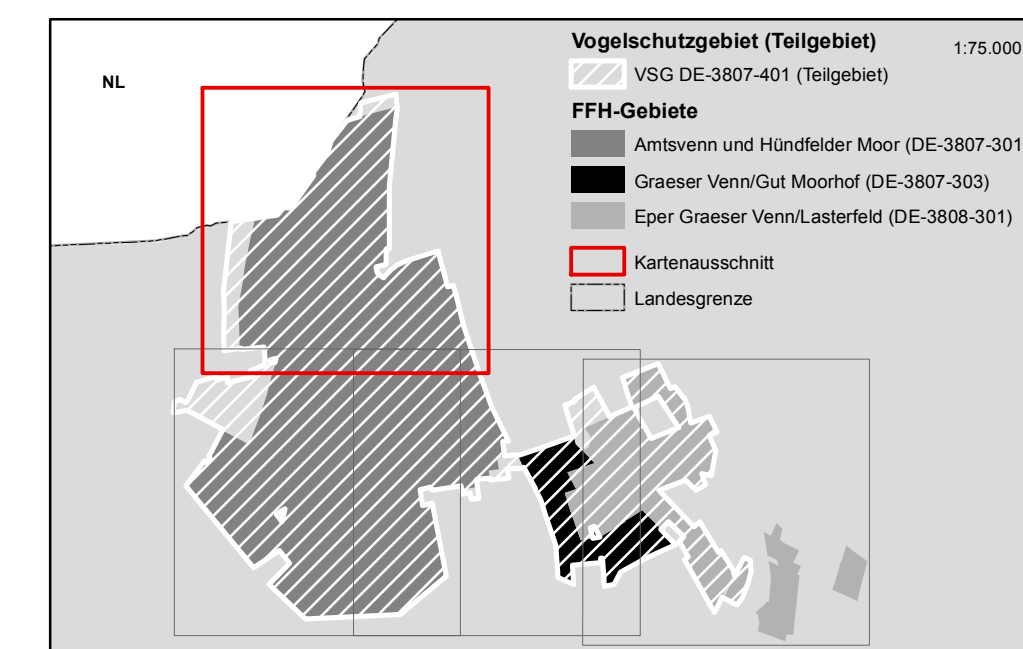 Vogelschutzgebiet (Teilgebiet) 1:75.000
NL
VSG DE-3807-401 (Teilgebiet)
FFH-Gebiete
Amtsvenn und Hündfelder Moor (DE-3807-301
Graeser Venn/Gut Moorhof (DE-3807-303)
Eper Graeser Venn/Lasterfeld (DE-3808-301)
Kartenausschnitt
Landesgrenze